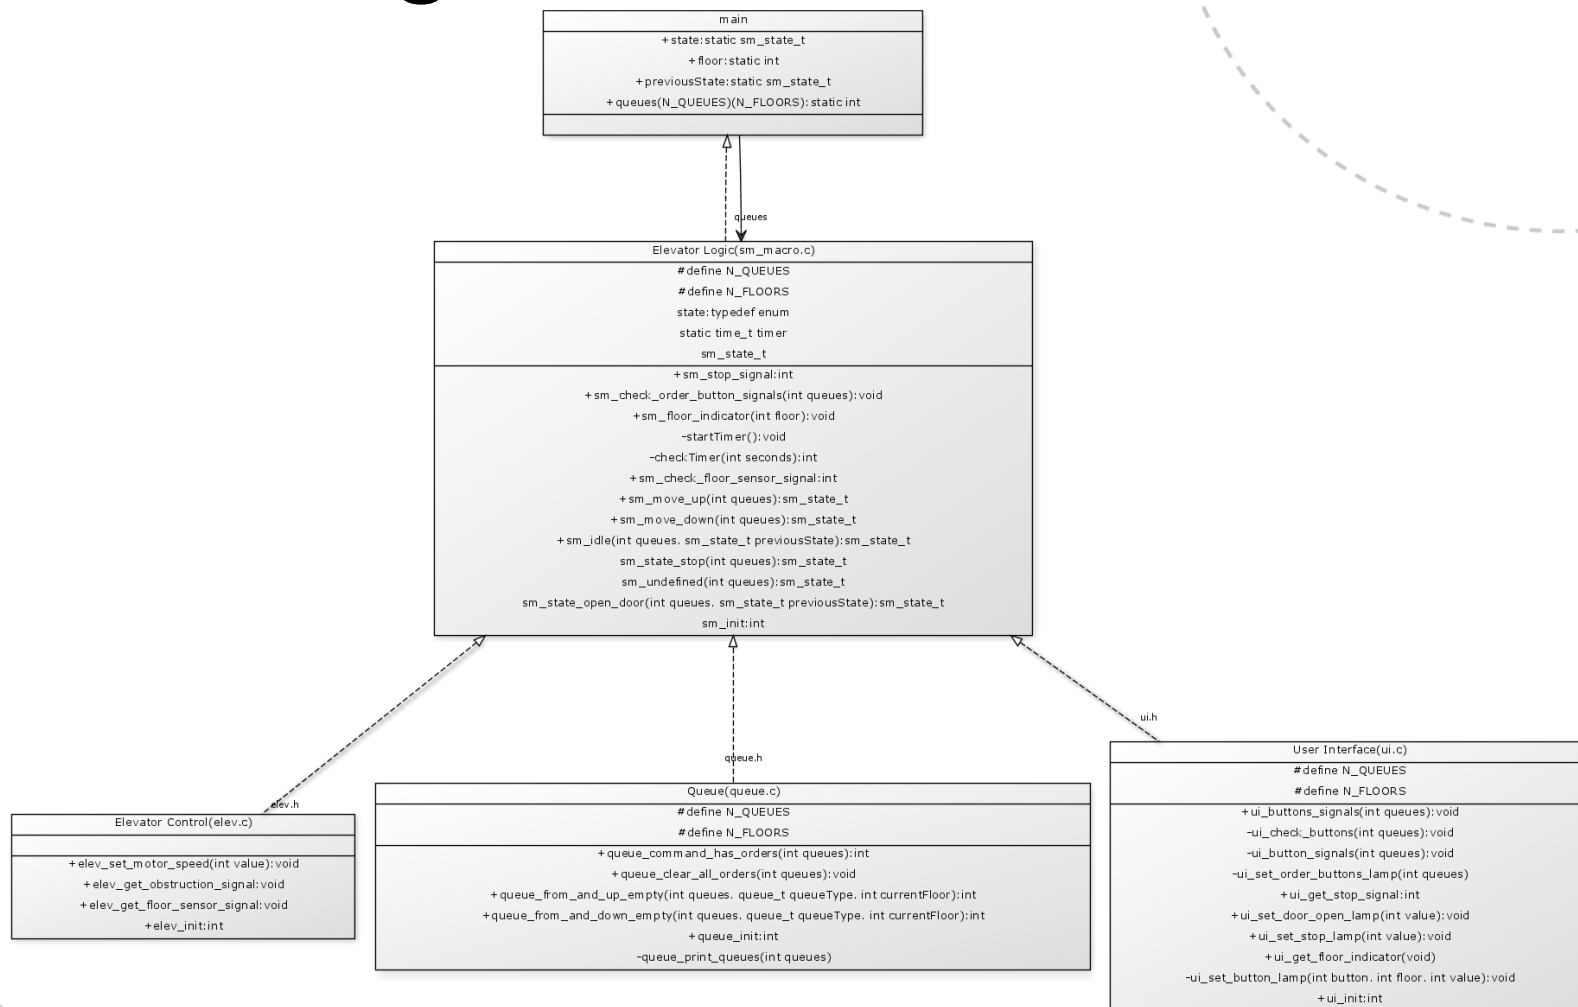 main
+state:static sm_state_t
+floor:static int
+previousState:static sm_state_t
+queues(N_QUEUES)(N_FLOORS):static int
queues
Elevator Logic(sm_macro.c)
#define N_QUEUES
#define N_FLOORS
state:typedef enum
static time_t timer
sm_state_t
+sm_stop_signal:int
+sm_check_order_button_signals(int queues):void
+sm_floor_indicator(int floor):void
-startTimer():void
-checkTimer(int seconds):int
+sm_check_floor_sensor_signal:int
+sm_move_up(int queues):sm_state_t
+sm_move_down(int queues):sm_state_t
+sm_idle(int queues. sm_state_t previousState):sm_state_t
sm_state_stop(int queues):sm_state_t
sm_undefined(int queues):sm_state_t
sm_state_open_door(int queues. sm_state_t previousState):sm_state_t
sm_init:int
elev.h
queue.h
ui.h
Elevator Control(elev.c)
+elev_set_motor_speed(int value):void
+elev_get_obstruction_signal:void
+elev_get_floor_sensor_signal:void
+elev_init:int
Queue(queue.c)
#define N_QUEUES
#define N_FLOORS
+queue_command_has_orders(int queues):int
+queue_clear_all_orders(int queues):void
+queue_from_and_up_empty(int queues. queue_t queueType. int currentFloor):int
+queue_from_and_down_empty(int queues. queue_t queueType. int currentFloor):int
+queue_init:int
-queue_print_queues(int queues)
User Interface(ui.c)
#define N_QUEUES
#define N_FLOORS
+ui_buttons_signals(int queues):void
-ui_check_buttons(int queues):void
-ui_button_signals(int queues):void
-ui_set_order_buttons_lamp(int queues)
+ui_get_stop_signal:int
+ui_set_door_open_lamp(int value):void
+ui_set_stop_lamp(int value):void
+ui_get_floor_indicator(void)
-ui_set_button_lamp(int button. int floor. int value):void
+ui_init:int